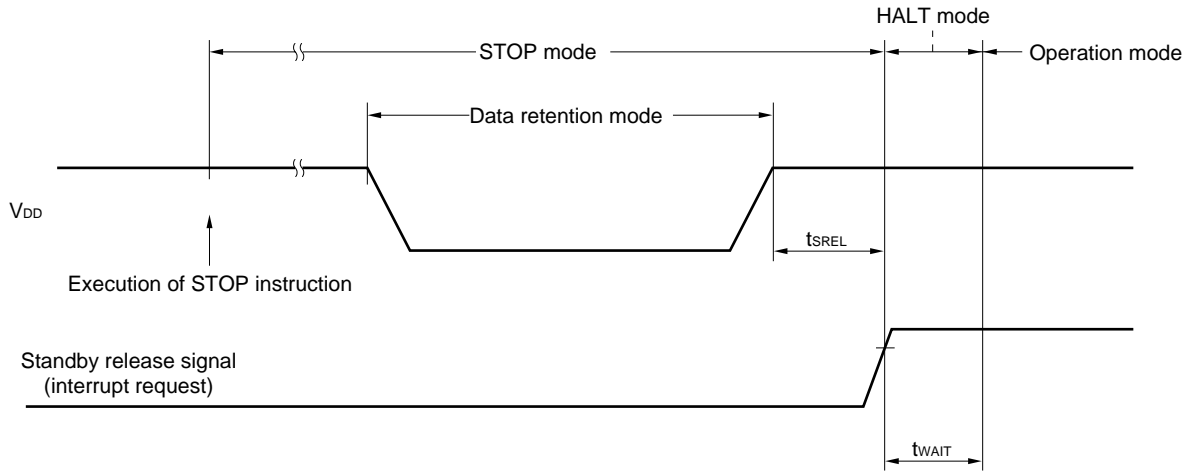 HALT mode
STOP mode
Operation mode
Data retention mode
VDD
tSREL
Execution of STOP instruction
Standby release signal
(interrupt request)
tWAIT